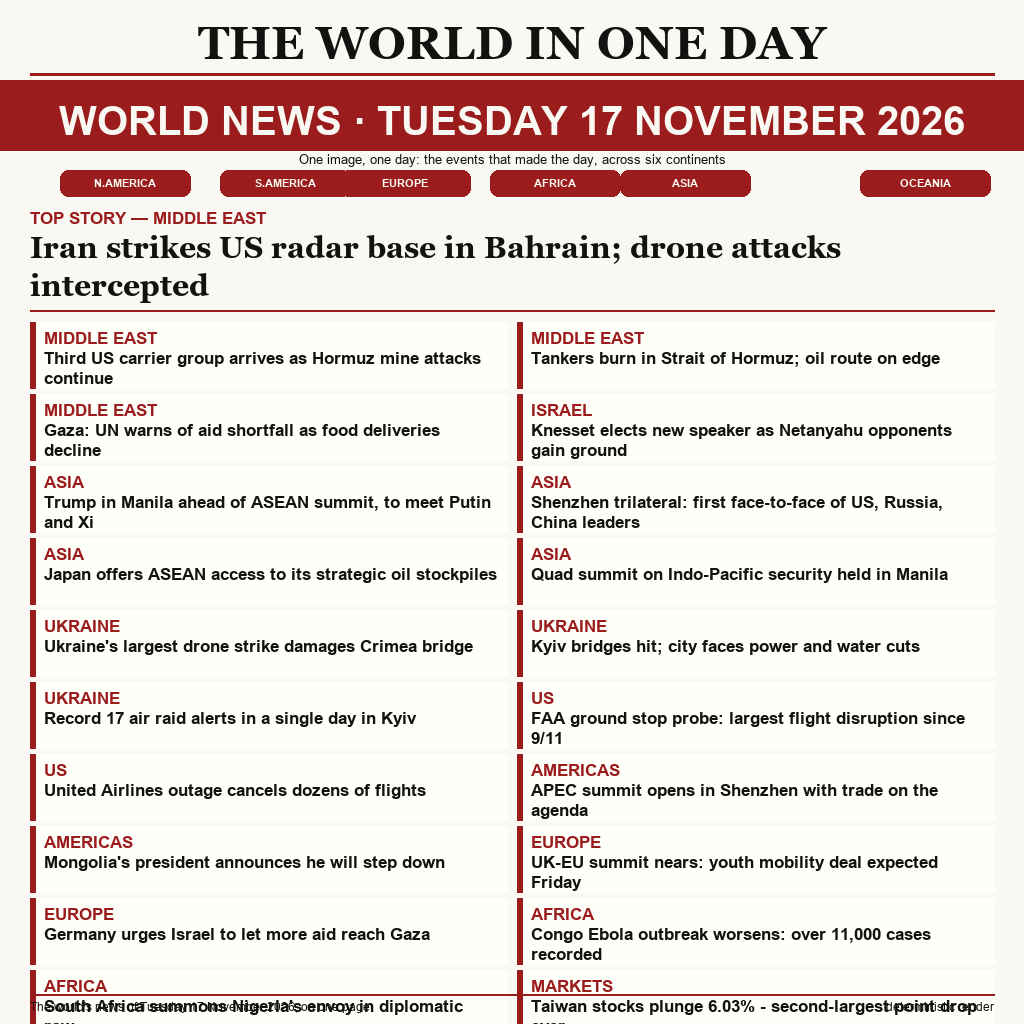 THE WORLD IN ONE DAY
WORLD NEWS · TUESDAY 17 NOVEMBER 2026
One image, one day: the events that made the day, across six continents
N.AMERICA
S.AMERICA
EUROPE
AFRICA
ASIA
OCEANIA
TOP STORY — MIDDLE EAST
Iran strikes US radar base in Bahrain; drone attacks
intercepted
MIDDLE EAST
Third US carrier group arrives as Hormuz mine attacks
continue
MIDDLE EAST
Tankers burn in Strait of Hormuz; oil route on edge
MIDDLE EAST
Gaza: UN warns of aid shortfall as food deliveries
decline
ISRAEL
Knesset elects new speaker as Netanyahu opponents
gain ground
ASIA
Trump in Manila ahead of ASEAN summit, to meet Putin
and Xi
ASIA
Shenzhen trilateral: first face-to-face of US, Russia,
China leaders
ASIA
Japan offers ASEAN access to its strategic oil stockpiles
ASIA
Quad summit on Indo-Pacific security held in Manila
UKRAINE
Ukraine's largest drone strike damages Crimea bridge
UKRAINE
Kyiv bridges hit; city faces power and water cuts
UKRAINE
Record 17 air raid alerts in a single day in Kyiv
US
FAA ground stop probe: largest flight disruption since
9/11
US
United Airlines outage cancels dozens of flights
AMERICAS
APEC summit opens in Shenzhen with trade on the
agenda
AMERICAS
Mongolia's president announces he will step down
EUROPE
UK-EU summit nears: youth mobility deal expected
Friday
EUROPE
Germany urges Israel to let more aid reach Gaza
AFRICA
Congo Ebola outbreak worsens: over 11,000 cases
recorded
AFRICA
South Africa summons Nigeria's envoy in diplomatic
MARKETS
Taiwan stocks plunge 6.03% - second-largest point drop